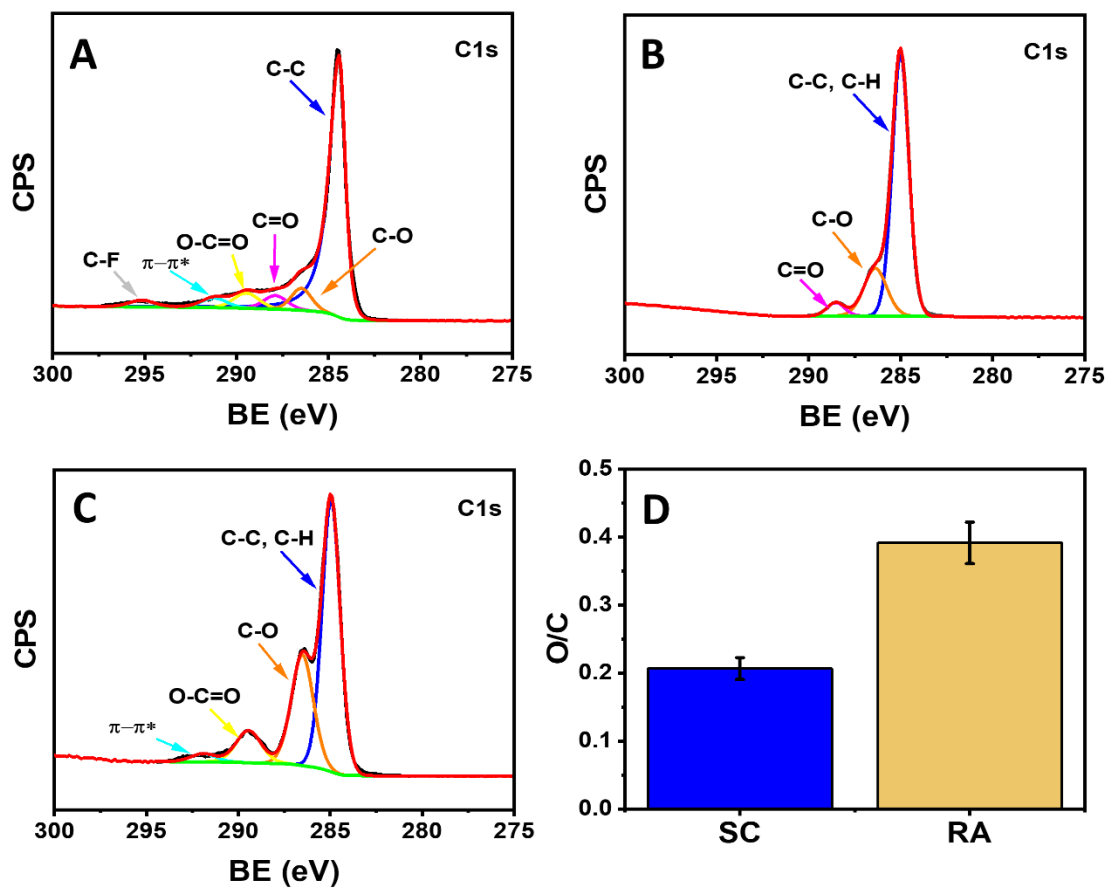 A
C1s
C-C
C=O
O-C=O
C-O
π–π*
C-F
CPS
300 295 290 285 280 275
BE (eV)
B
C1s
C-C, C-H
C-O
C=O
CPS
300 295 290 285 280 275
BE (eV)
C
C1s
C-C, C-H
C-O
O-C=O
π–π*
CPS
300 295 290 285 280 275
BE (eV)
D
0.5
0.4
0.3
0.2
0.1
0.0
O/C
SC RA